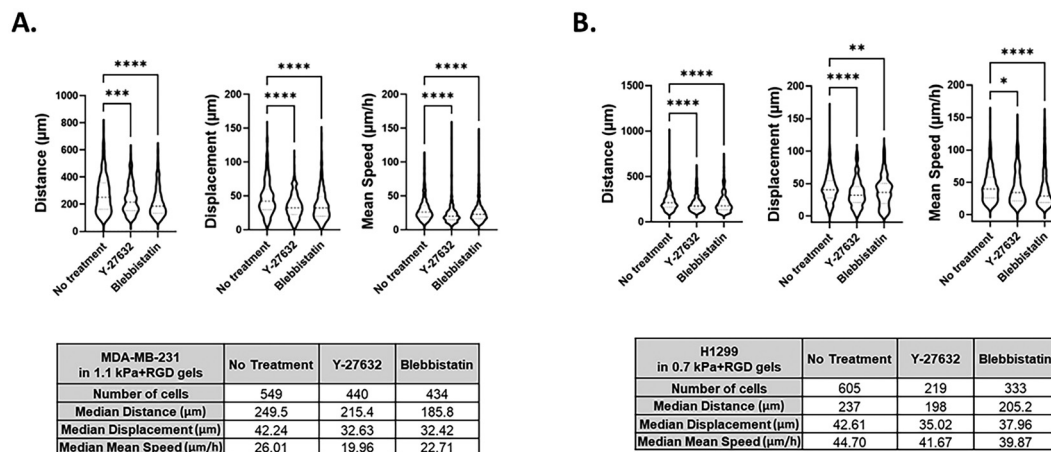 A.
B.
**** *** **** **** **** ****
Distance (μm)
1000
800
600
400
200
0
No treatment
Y-27632
Blebbistatin
Displacement (μm)
200
150
100
50
0
No treatment
Y-27632
Blebbistatin
Mean Speed (μm/h)
200
150
100
50
0
No treatment
Y-27632
Blebbistatin
**** **** ** **** **** *
Distance (μm)
1500
1000
500
0
No treatment
Y-27632
Blebbistatin
Displacement (μm)
200
150
100
50
0
No treatment
Y-27632
Blebbistatin
Mean Speed (μm/h)
200
150
100
50
0
No treatment
Y-27632
Blebbistatin
MDA-MB-231
in 1.1 kPa+RGD gels
No Treatment Y-27632 Blebbistatin
Number of cells 549 440 434
Median Distance (μm) 249.5 215.4 185.8
Median Displacement (μm) 42.24 32.63 32.42
Median Mean Speed (μm/h) 26.01 19.96 22.71
H1299
in 0.7 kPa+RGD gels
No Treatment Y-27632 Blebbistatin
Number of cells 605 219 333
Median Distance (μm) 237 198 205.2
Median Displacement (μm) 42.61 35.02 37.96
Median Mean Speed (μm/h) 44.70 41.67 39.87